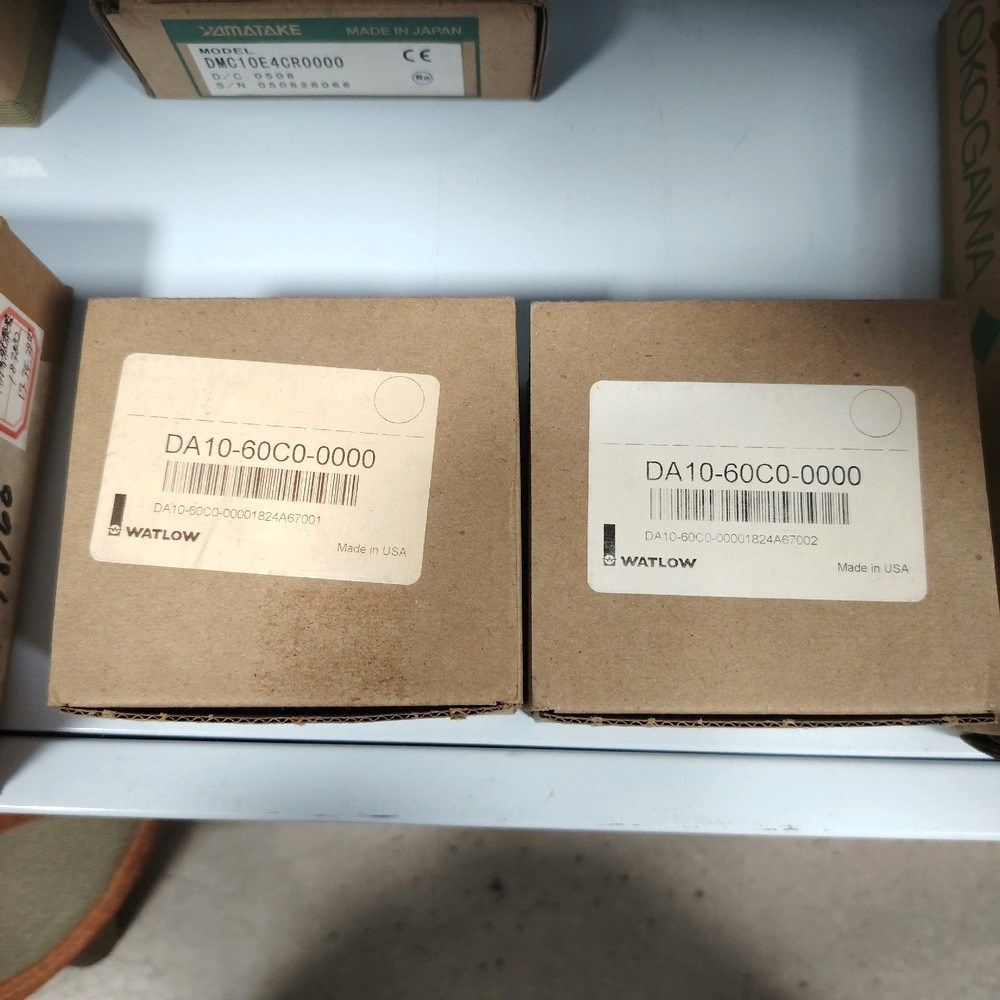 YAMATAKE
MADE IN JAPAN
MODEL
DMC10E4CR0000
D/C 0508
S/N 050828066
CE
YOKOGAWA
DA10-60C0-0000
DA10-60C0-00001824A67001
WATLOW
Made in USA
DA10-60C0-0000
DA10-60C0-00001824A67002
WATLOW
Made in USA